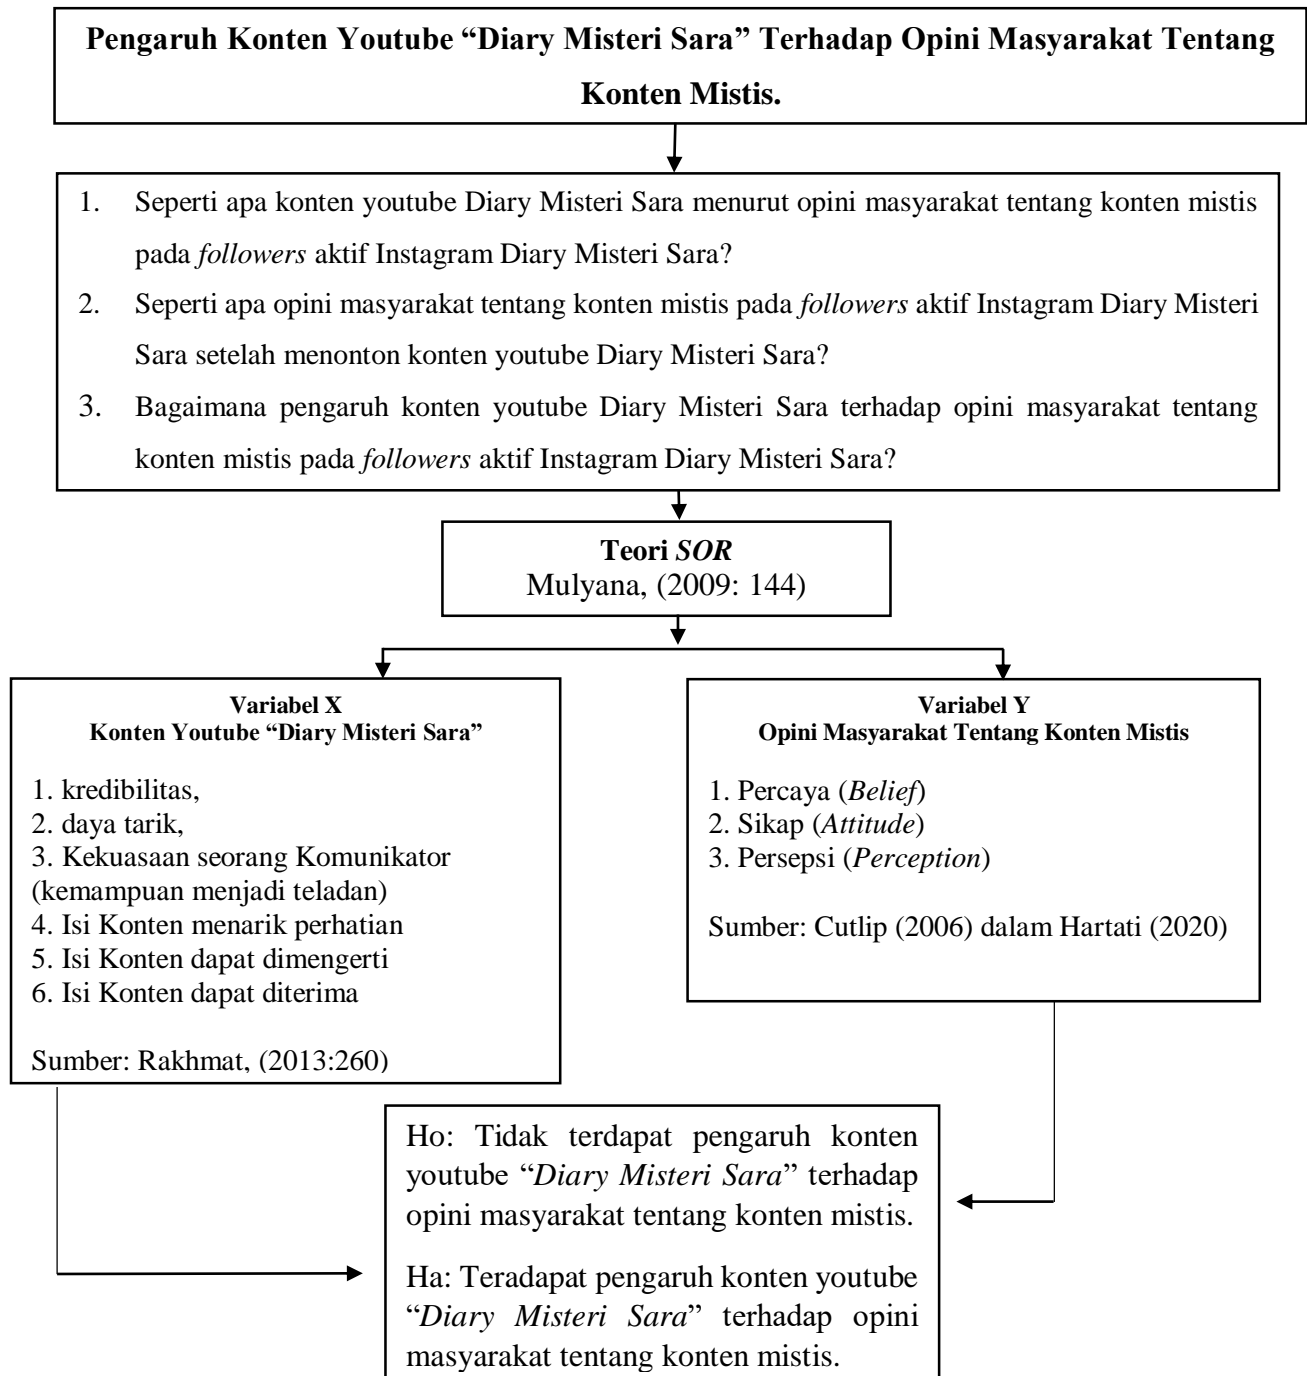 Pengaruh Konten Youtube “Diary Misteri Sara” Terhadap Opini Masyarakat Tentang
Konten Mistis.
1. Seperti apa konten youtube Diary Misteri Sara menurut opini masyarakat tentang konten mistis
pada followers aktif Instagram Diary Misteri Sara?
2. Seperti apa opini masyarakat tentang konten mistis pada followers aktif Instagram Diary Misteri
Sara setelah menonton konten youtube Diary Misteri Sara?
3. Bagaimana pengaruh konten youtube Diary Misteri Sara terhadap opini masyarakat tentang
konten mistis pada followers aktif Instagram Diary Misteri Sara?
Teori SOR
Mulyana, (2009: 144)
Variabel X
Konten Youtube “Diary Misteri Sara”
1. kredibilitas,
2. daya tarik,
3. Kekuasaan seorang Komunikator
(kemampuan menjadi teladan)
4. Isi Konten menarik perhatian
5. Isi Konten dapat dimengerti
6. Isi Konten dapat diterima
Sumber: Rakhmat, (2013:260)
Variabel Y
Opini Masyarakat Tentang Konten Mistis
1. Percaya (Belief)
2. Sikap (Attitude)
3. Persepsi (Perception)
Sumber: Cutlip (2006) dalam Hartati (2020)
Ho: Tidak terdapat pengaruh konten
youtube “Diary Misteri Sara” terhadap
opini masyarakat tentang konten mistis.
Ha: Teradapat pengaruh konten youtube
“Diary Misteri Sara” terhadap opini
masyarakat tentang konten mistis.